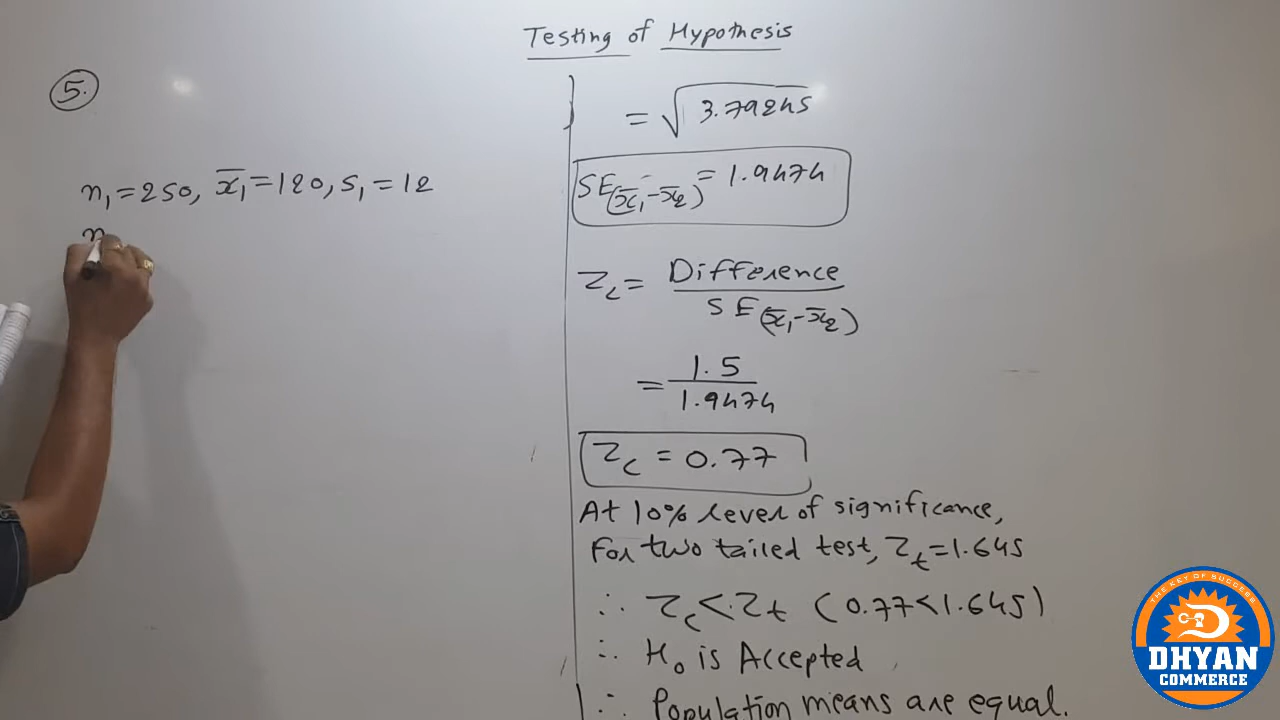 Testing of Hypothesis
5.
n₁ = 250, x̅₁ = 120, S₁ = 12
n
= √3.79245
SE(x̅₁-x̅₂) = 1.9474
Zc = Difference / SE(x̅₁-x̅₂)
= 1.5 / 1.9474
Zc = 0.77
At 10% level of significance,
For two tailed test, Zt = 1.645
∴ Zc < Zt (0.77 < 1.645)
∴ H₀ is Accepted
∴ Population means are equal.
THE KEY OF SUCCESS
DHYAN
COMMERCE